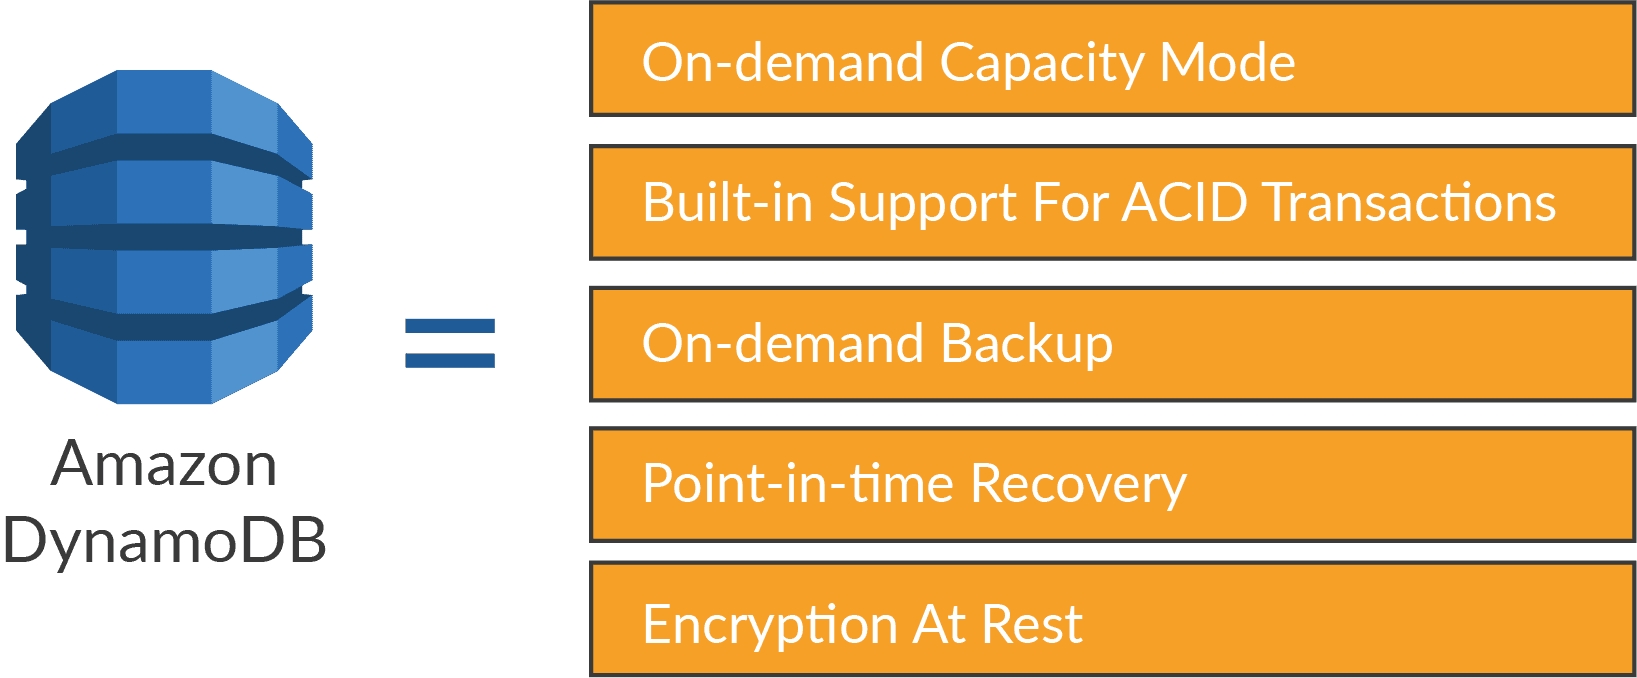 Amazon
DynamoDB
=
On-demand Capacity Mode
Built-in Support For ACID Transactions
On-demand Backup
Point-in-time Recovery
Encryption At Rest